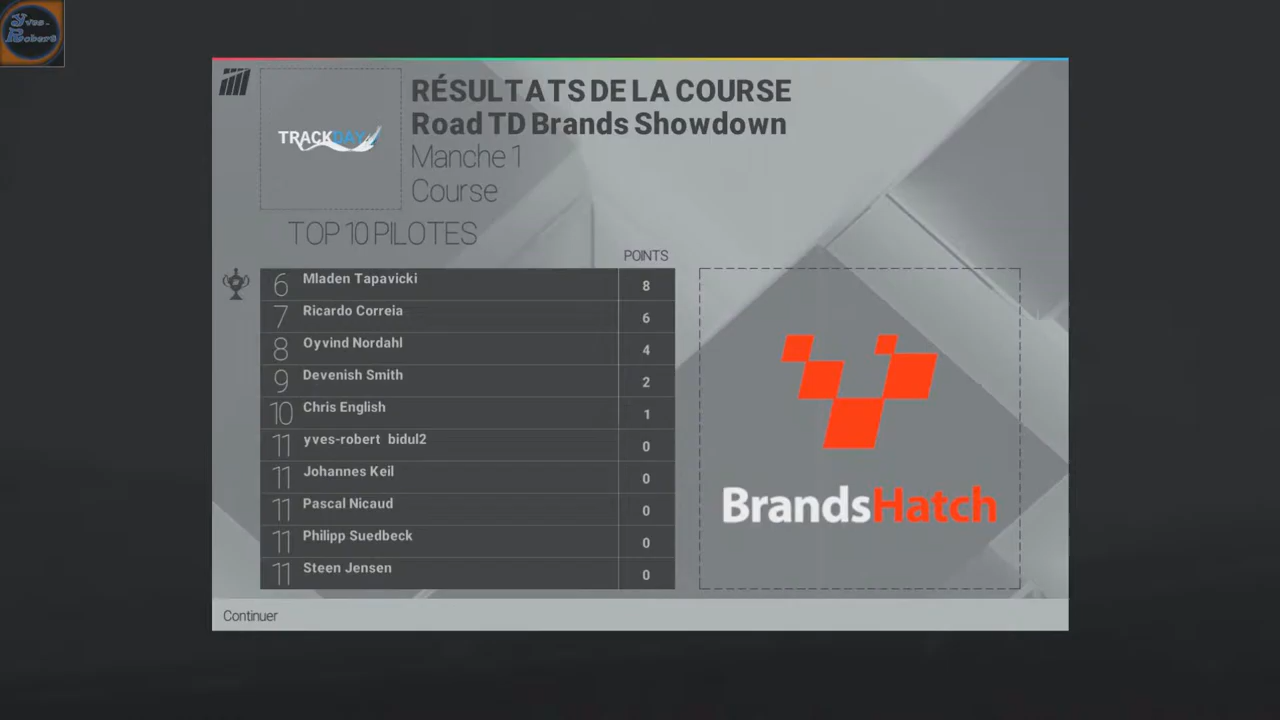 Yves-
Robert
TRACKDAY
RÉSULTATS DE LA COURSE
Road TD Brands Showdown
Manche 1
Course
TOP 10 PILOTES
POINTS
6 Mladen Tapavicki 8
7 Ricardo Correia 6
8 Oyvind Nordahl 4
9 Devenish Smith 2
10 Chris English 1
11 yves-robert bidul2 0
11 Johannes Keil 0
11 Pascal Nicaud 0
11 Philipp Suedbeck 0
11 Steen Jensen 0
BrandsHatch
Continuer